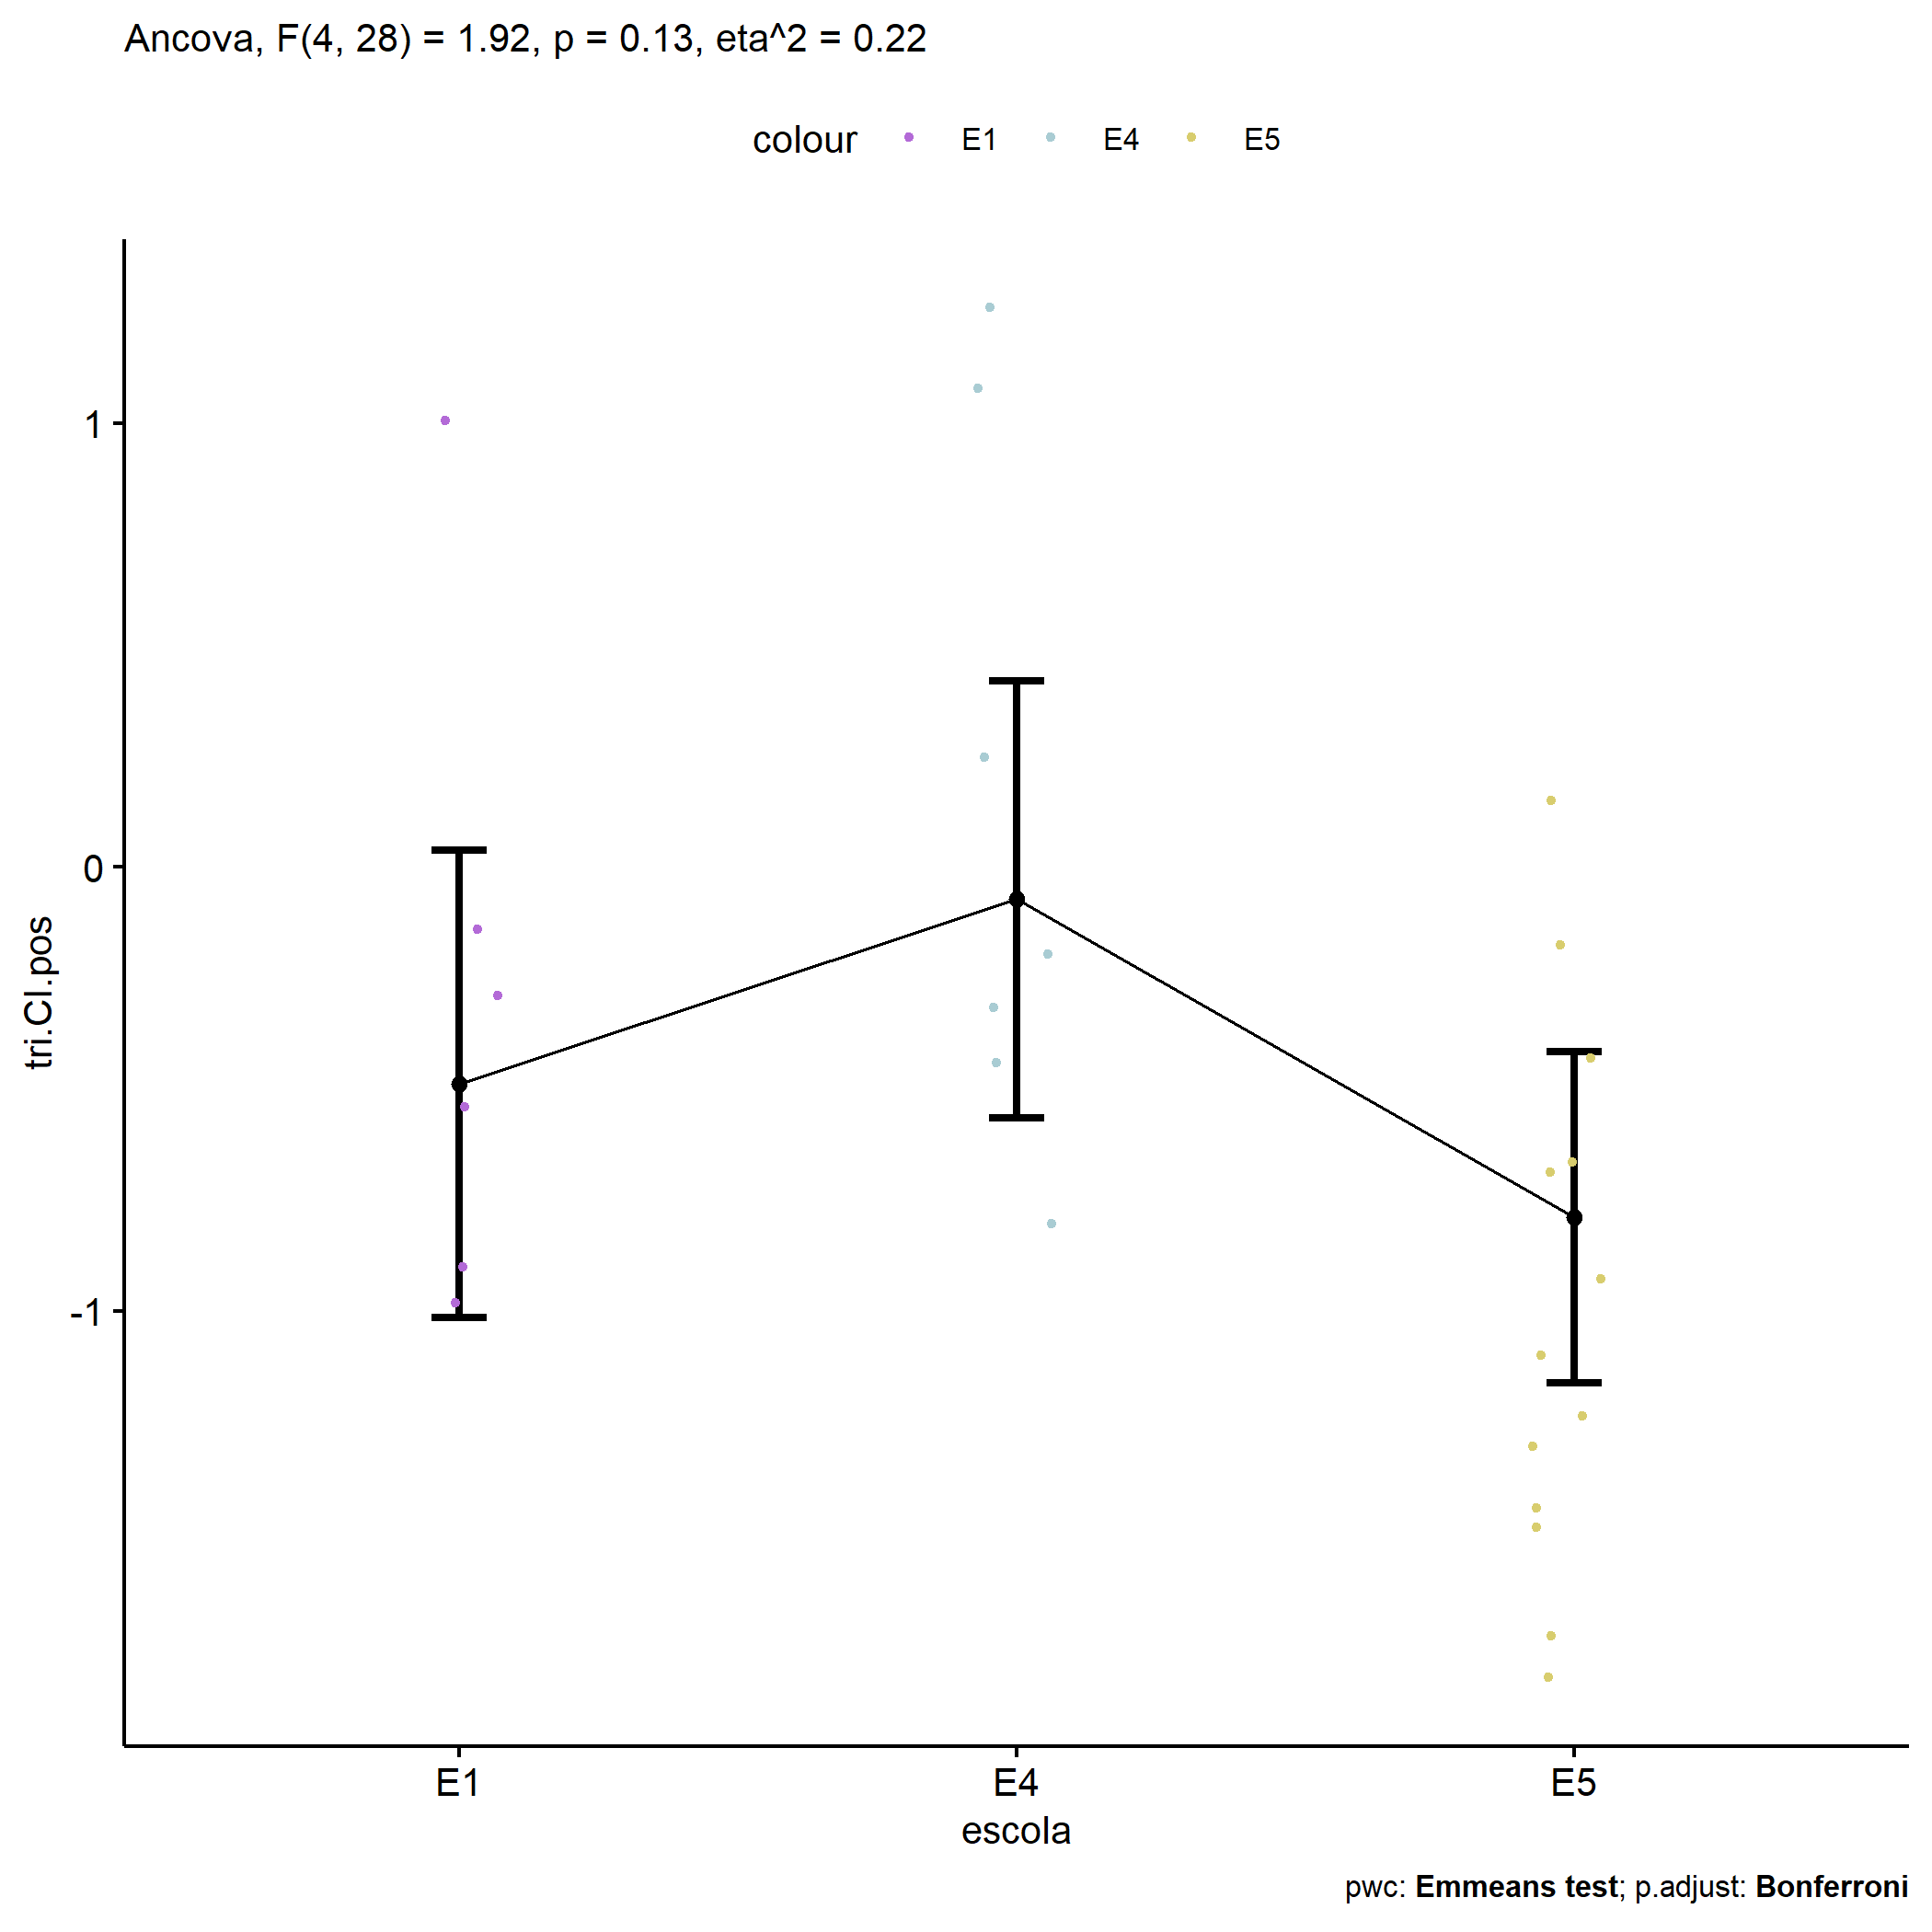 Ancova, F(4, 28) = 1.92, p = 0.13, eta^2 = 0.22
colour E1 E4 E5
1
0
-1
tri.CI.pos
E1 E4 E5
escola
pwc: Emmeans test; p.adjust: Bonferroni